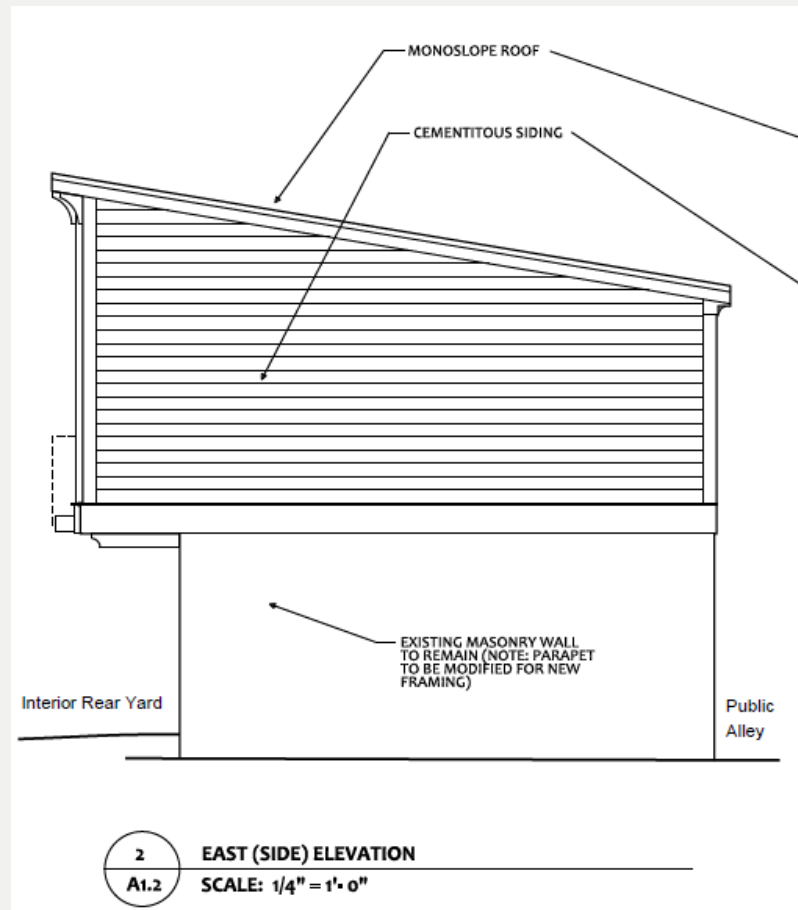 MONOSLOPE ROOF
CEMENTITOUS SIDING
EXISTING MASONRY WALL
TO REMAIN (NOTE: PARAPET
TO BE MODIFIED FOR NEW
FRAMING)
Interior Rear Yard
Public
Alley
2
EAST (SIDE) ELEVATION
A1.2
SCALE: 1/4" = 1'- 0"